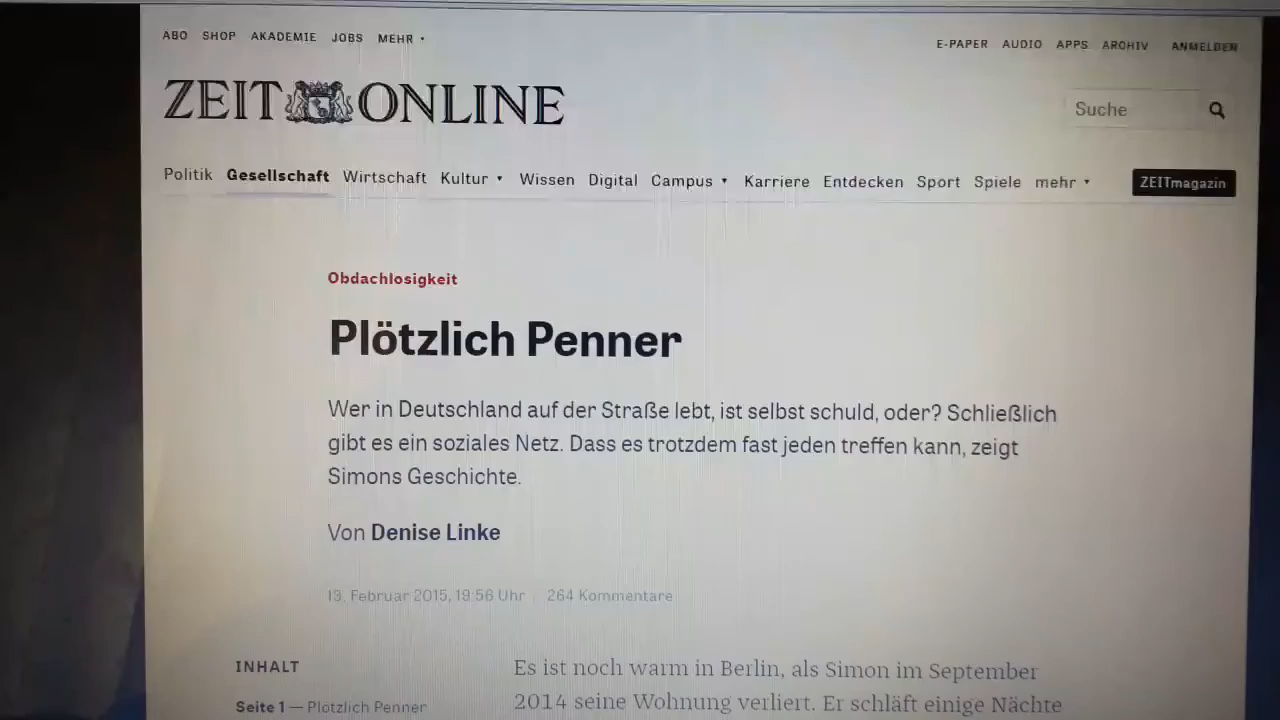 ABO SHOP AKADEMIE JOBS MEHR
E-PAPER AUDIO APPS ARCHIV ANMELDEN
ZEIT ONLINE
Suche
Politik Gesellschaft Wirtschaft Kultur Wissen Digital Campus Karriere Entdecken Sport Spiele mehr ZEITmagazin
Obdachlosigkeit
Plötzlich Penner
Wer in Deutschland auf der Straße lebt, ist selbst schuld, oder? Schließlich
gibt es ein soziales Netz. Dass es trotzdem fast jeden treffen kann, zeigt
Simons Geschichte.
Von Denise Linke
13. Februar 2015, 19:56 Uhr 264 Kommentare
INHALT
Seite 1 — Plötzlich Penner
Es ist noch warm in Berlin, als Simon im September
2014 seine Wohnung verliert. Er schläft einige Nächte